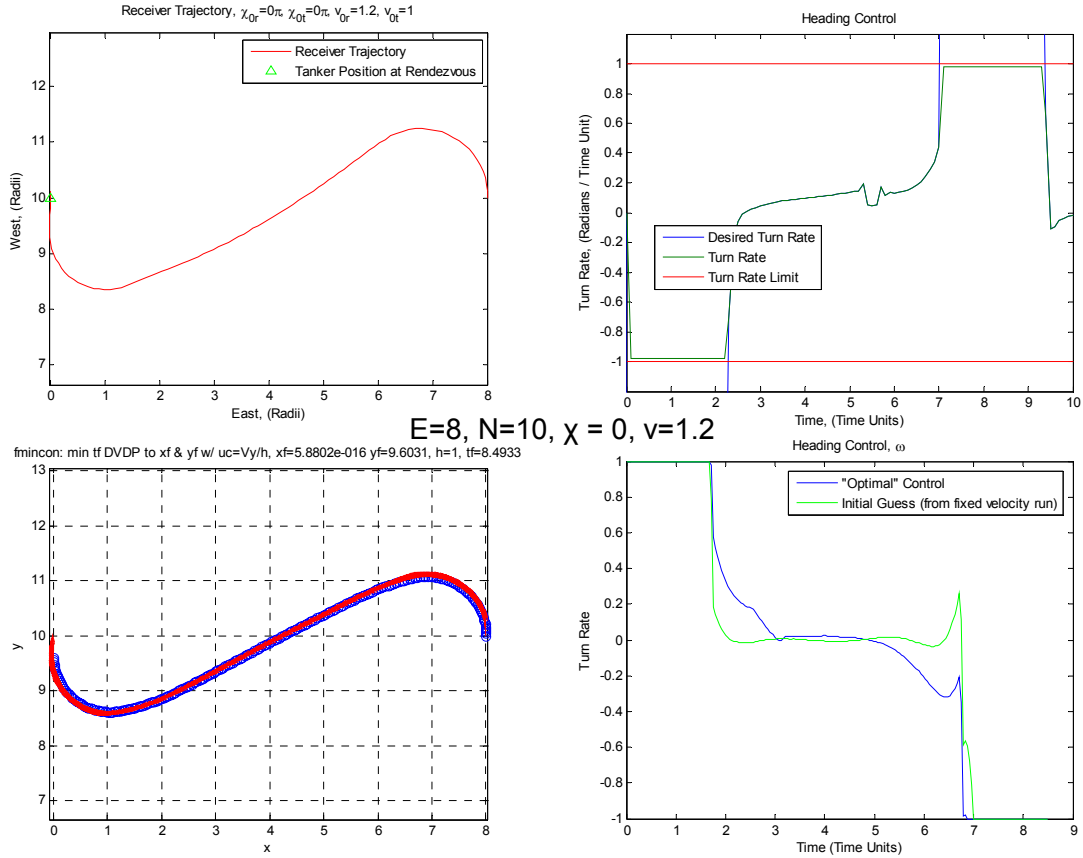 Receiver Trajectory, χ0r=0π, χ0t=0π, v0r=1.2, v0t=1
Receiver Trajectory
Tanker Position at Rendezvous
West, (Radii)
12
11
10
9
8
7
0 1 2 3 4 5 6 7 8
East, (Radii)
Heading Control
Turn Rate, (Radians / Time Unit)
1
0.8
0.6
0.4
0.2
0
-0.2
-0.4
-0.6
-0.8
-1
Desired Turn Rate
Turn Rate
Turn Rate Limit
0 1 2 3 4 5 6 7 8 9 10
Time, (Time Units)
E=8, N=10, χ = 0, v=1.2
fmincon: min tf DVDP to xf & yf w/ uc=Vy/h, xf=5.8802e-016 yf=9.6031, h=1, tf=8.4933
y
13
12
11
10
9
8
7
0 1 2 3 4 5 6 7 8
x
Heading Control, ω
"Optimal" Control
Initial Guess (from fixed velocity run)
Turn Rate
1
0.8
0.6
0.4
0.2
0
-0.2
-0.4
-0.6
-0.8
-1
0 1 2 3 4 5 6 7 8 9
Time (Time Units)